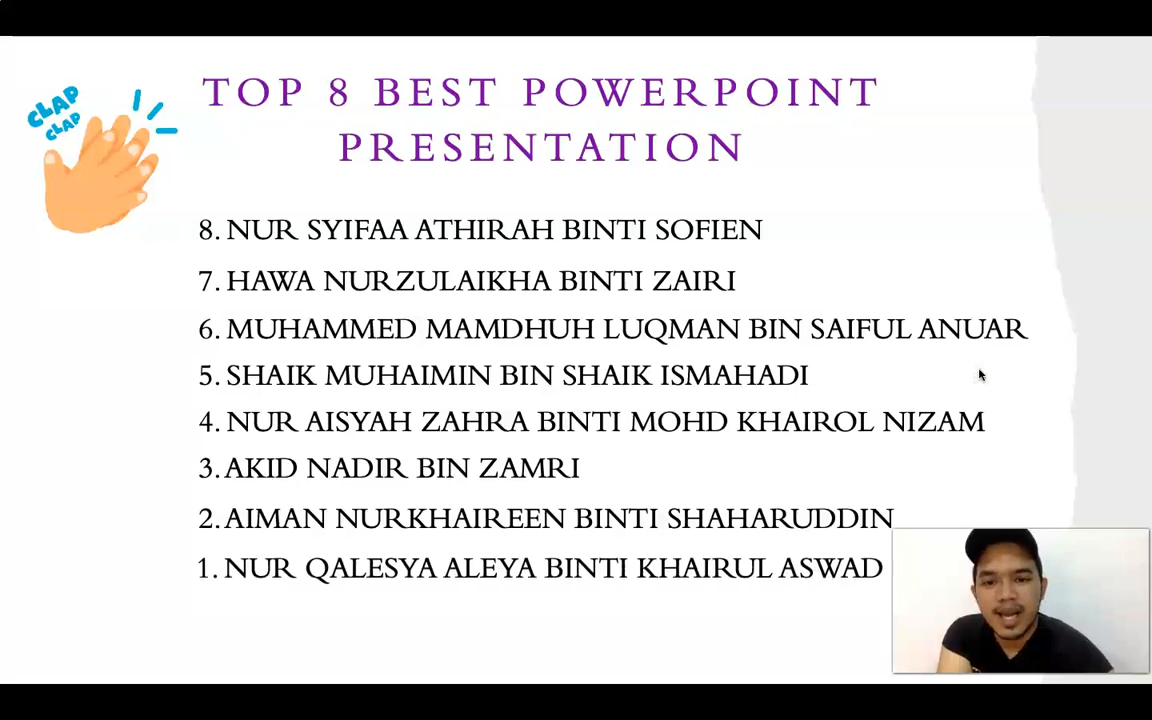 CLAP
CLAP
TOP 8 BEST POWERPOINT
PRESENTATION
8. NUR SYIFAA ATHIRAH BINTI SOFIEN
7. HAWA NURZULAIKHA BINTI ZAIRI
6. MUHAMMED MAMDHUH LUQMAN BIN SAIFUL ANUAR
5. SHAIK MUHAIMIN BIN SHAIK ISMAHADI
4. NUR AISYAH ZAHRA BINTI MOHD KHAIROL NIZAM
3. AKID NADIR BIN ZAMRI
2. AIMAN NURKHAIREEN BINTI SHAHARUDDIN
1. NUR QALESYA ALEYA BINTI KHAIRUL ASWAD